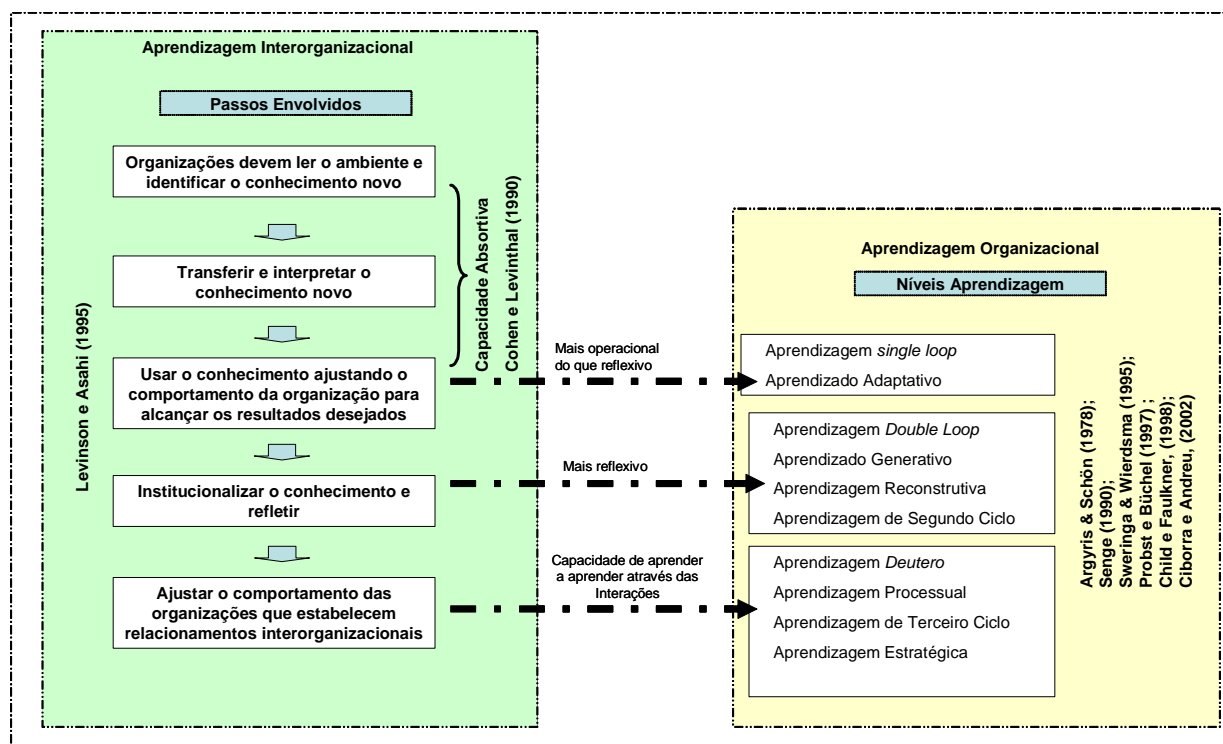 Aprendizagem Interorganizacional
Passos Envolvidos
Organizações devem ler o ambiente e
identificar o conhecimento novo
Transferir e interpretar o
conhecimento novo
Usar o conhecimento ajustando o
comportamento da organização para
alcançar os resultados desejados
Institucionalizar o conhecimento e
refletir
Ajustar o comportamento das
organizações que estabelecem
relacionamentos interorganizacionais
Levinson e Asahi (1995)
Capacidade Absortiva
Cohen e Levinthal (1990)
Mais operacional
do que reflexivo
Mais reflexivo
Capacidade de aprender
a aprender através das
Interações
Aprendizagem Organizacional
Níveis Aprendizagem
Aprendizagem single loop
Aprendizado Adaptativo
Aprendizagem Double Loop
Aprendizado Generativo
Aprendizagem Reconstrutiva
Aprendizagem de Segundo Ciclo
Aprendizagem Deutero
Aprendizagem Processual
Aprendizagem de Terceiro Ciclo
Aprendizagem Estratégica
Argyris & Schön (1978);
Senge (1990);
Sweringa & Wierdsma (1995);
Probst e Büchel (1997) ;
Child e Faulkner, (1998);
Ciborra e Andreu, (2002)